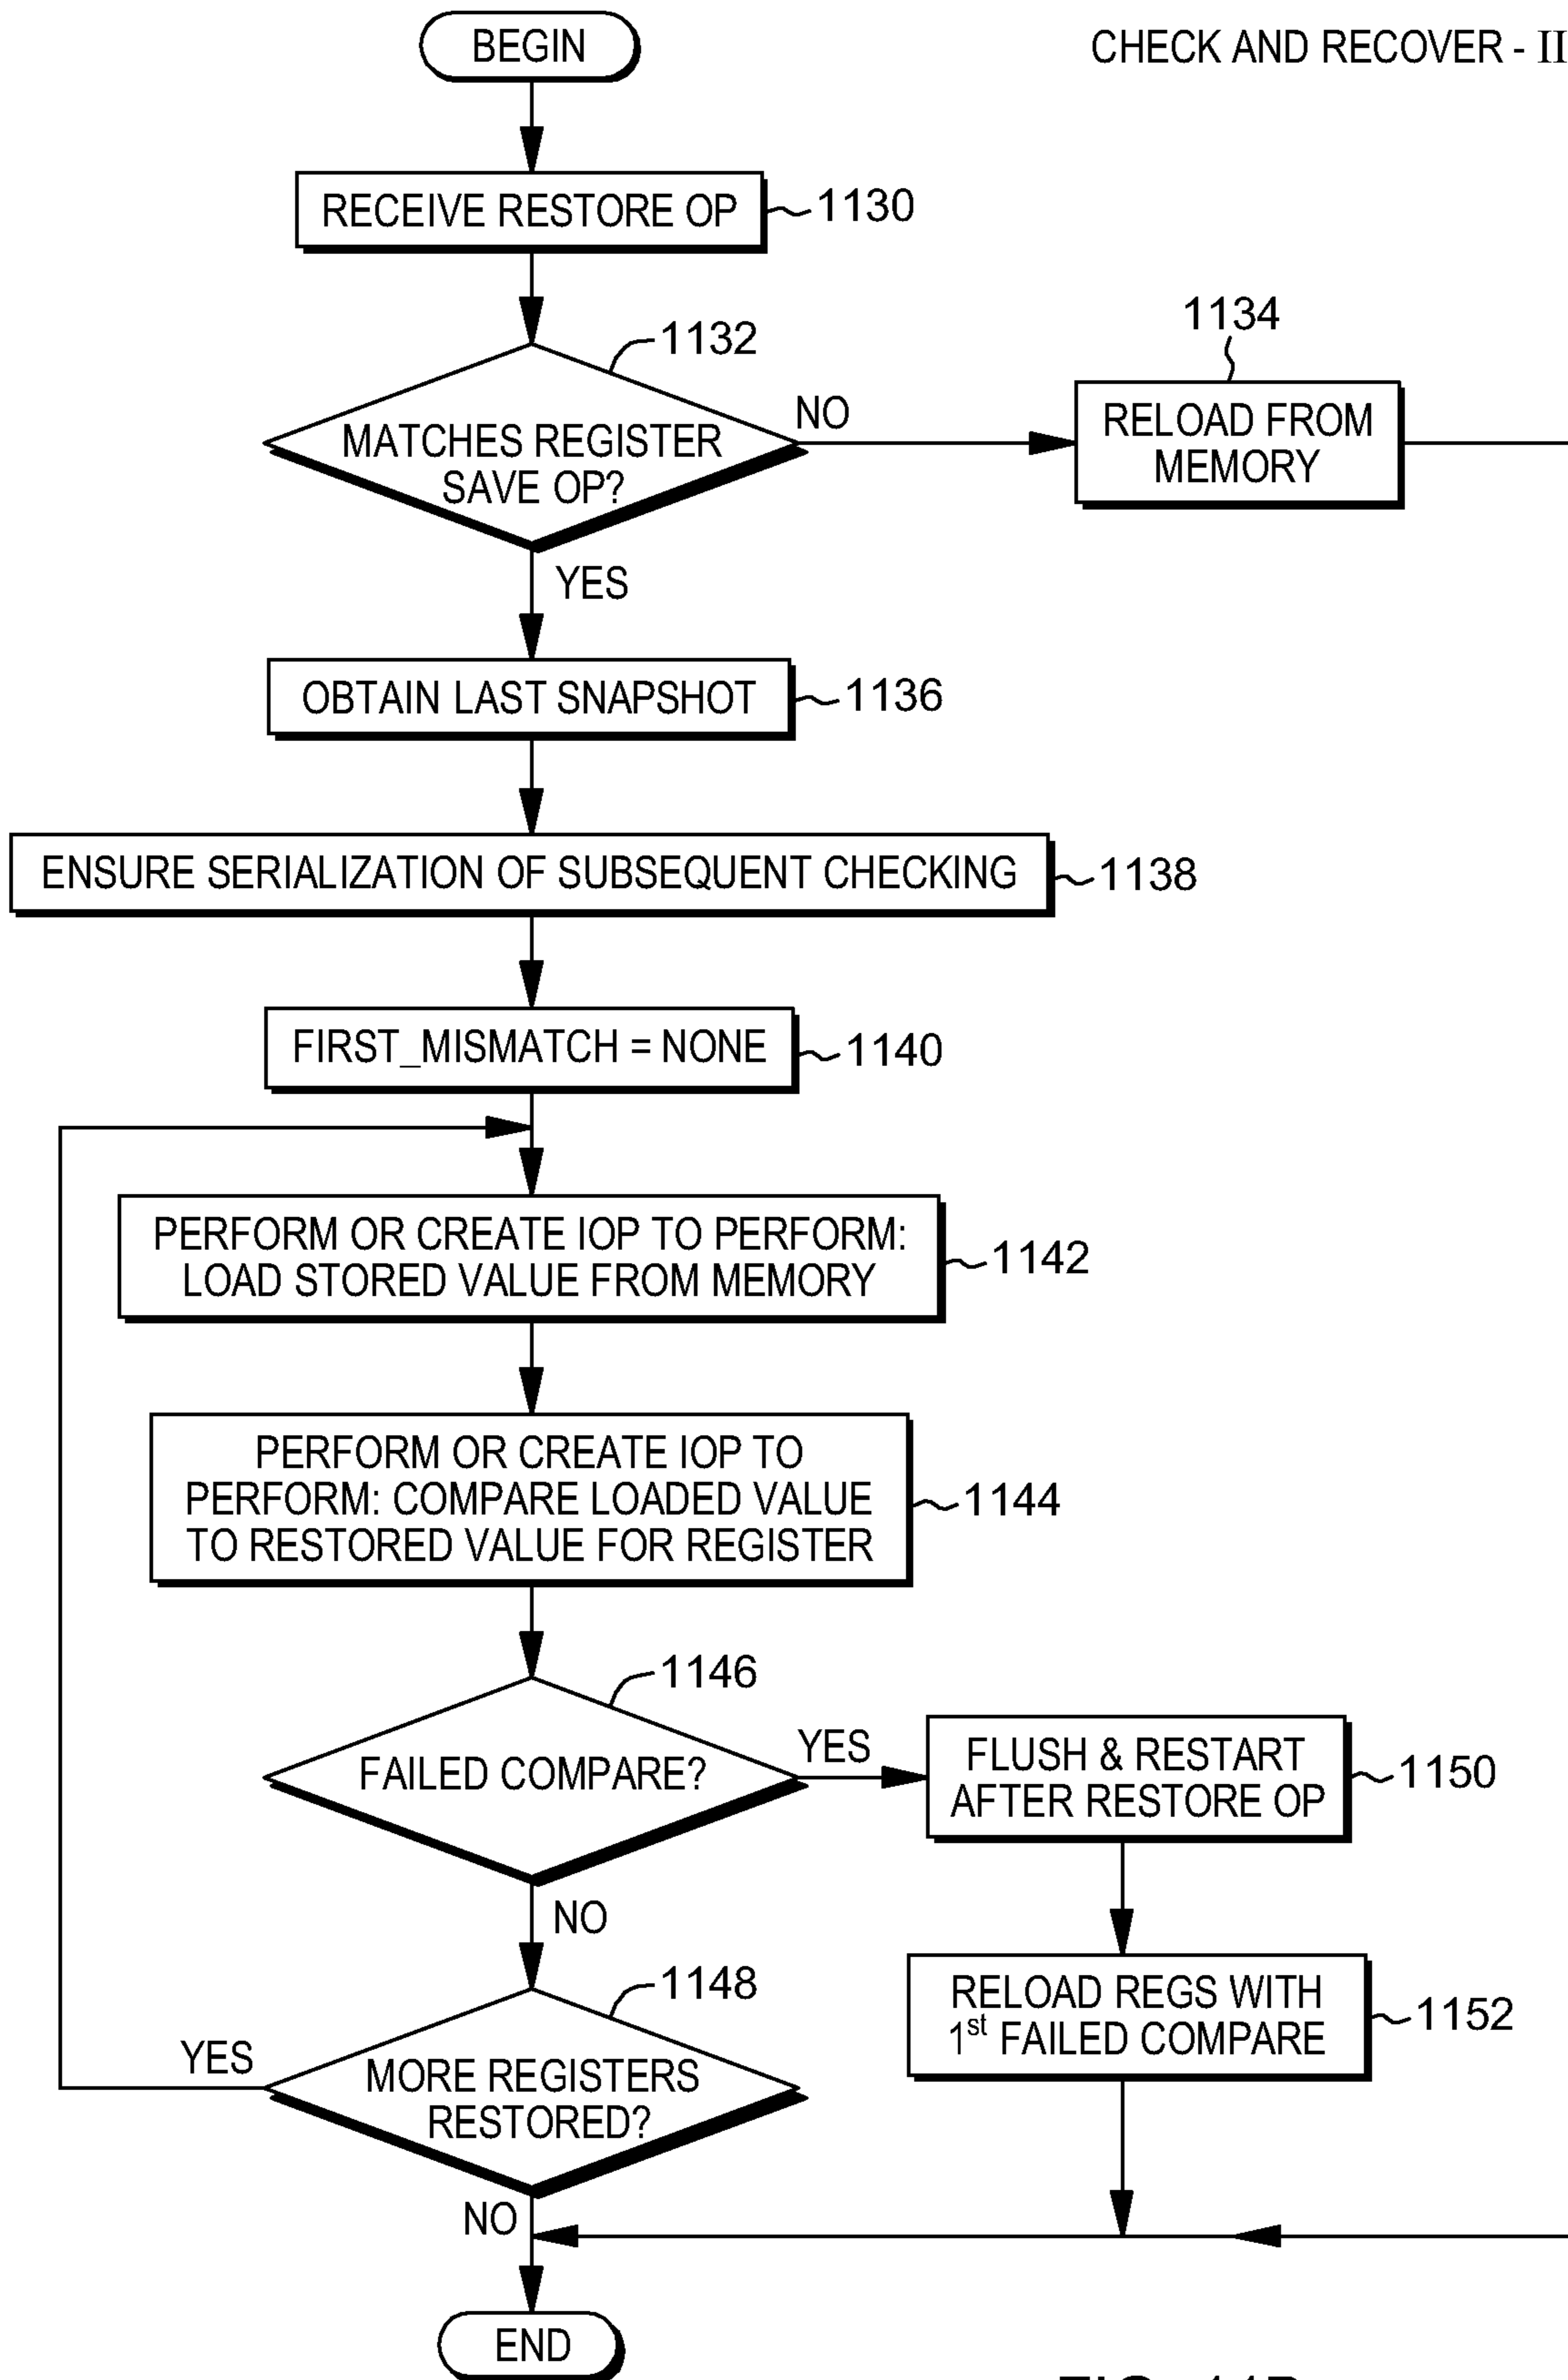 BEGIN
CHECK AND RECOVER - II
RECEIVE RESTORE OP
1130
1132
MATCHES REGISTER
SAVE OP?
NO
1134
RELOAD FROM
MEMORY
YES
OBTAIN LAST SNAPSHOT
1136
ENSURE SERIALIZATION OF SUBSEQUENT CHECKING
1138
FIRST_MISMATCH = NONE
1140
PERFORM OR CREATE IOP TO PERFORM:
LOAD STORED VALUE FROM MEMORY
1142
PERFORM OR CREATE IOP TO
PERFORM: COMPARE LOADED VALUE
TO RESTORED VALUE FOR REGISTER
1144
1146
FAILED COMPARE?
YES
FLUSH & RESTART
AFTER RESTORE OP
1150
NO
1148
MORE REGISTERS
RESTORED?
YES
RELOAD REGS WITH
1st FAILED COMPARE
1152
NO
END